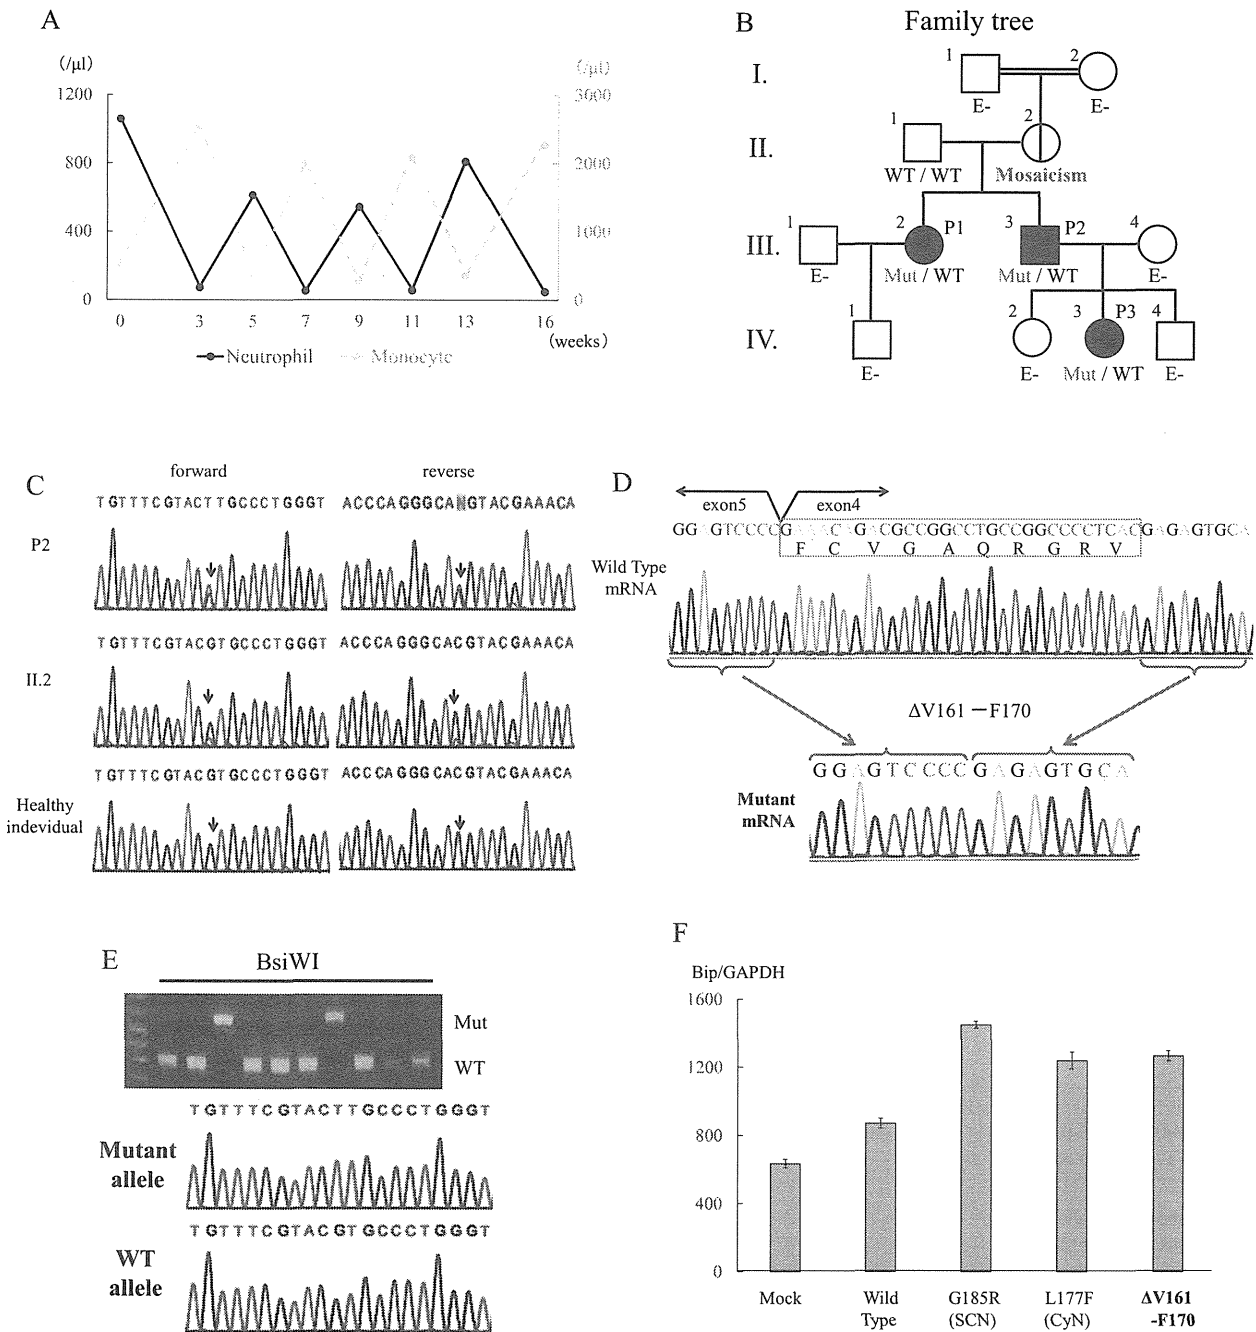 A
(/μl)
(/μl)
1200
800
400
0
3000
2000
1000
0
0 3 5 7 9 11 13 16
(weeks)
Neutrophil Monocyte
B
Family tree
I.
1
2
E-
E-
II.
1
2
WT / WT
Mosaicism
III.
1
2
P1
3
P2
4
E-
Mut / WT
Mut / WT
E-
IV.
1
2
3
P3
4
E-
E-
Mut / WT
E-
C
forward
reverse
TGTTTCGTACTTGCCCTGGGT
ACCCAGGGCANGTACGAAACA
P2
TGTTTCGTACGTGCCCTGGGT
ACCCAGGGCACGTACGAAACA
II.2
TGTTTCGTACGTGCCCTGGGT
ACCCAGGGCACGTACGAAACA
Healthy
indevidual
D
exon5
exon4
GGAGTCCCCGAAACAGACGCCGGCCTGCCGGCCCCTCACGAGAGTGCA
F C V G A Q R G R V
Wild Type
mRNA
ΔV161－F170
GGAGTCCCCGAGAGTGCA
Mutant
mRNA
E
BsiWI
Mut
WT
TGTTTCGTACTTGCCCTGGGT
Mutant
allele
TGTTTCGTACGTGCCCTGGGT
WT
allele
F
Bip/GAPDH
1600
1200
800
400
0
Mock
Wild
Type
G185R
(SCN)
L177F
(CyN)
ΔV161
-F170